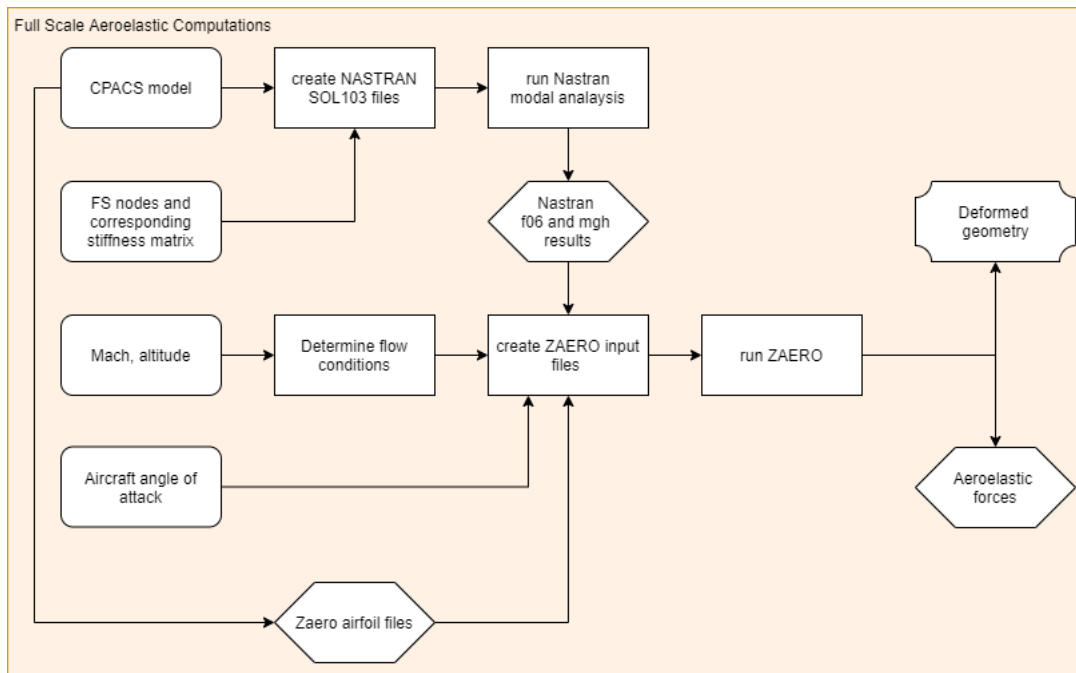 Full Scale Aeroelastic Computations
CPACS model
create NASTRAN
SOL103 files
run Nastran
modal analaysis
FS nodes and
corresponding
stiffness matrix
Nastran
f06 and mgh
results
Deformed
geometry
Mach, altitude
Determine flow
conditions
create ZAERO input
files
run ZAERO
Aircraft angle of
attack
Aeroelastic
forces
Zaero airfoil files